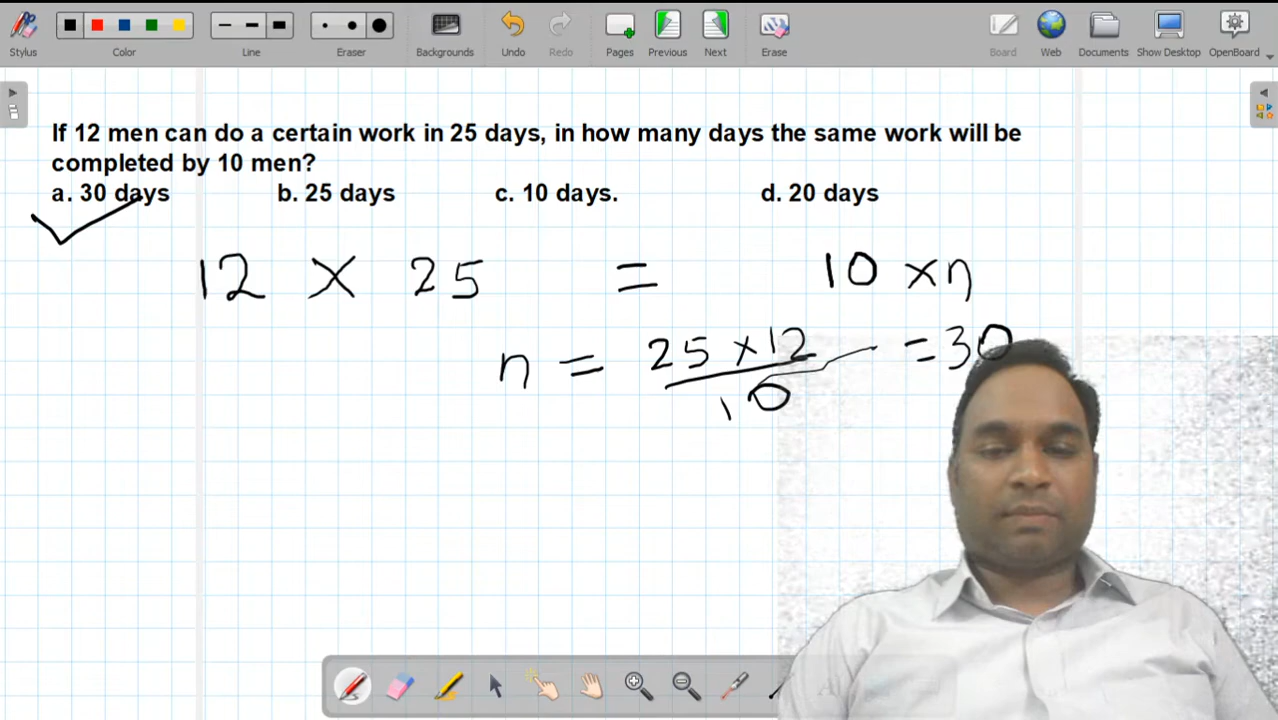 Stylus Color Line Eraser Backgrounds Undo Redo Pages Previous Next Erase Board Web Documents Show Desktop OpenBoard
If 12 men can do a certain work in 25 days, in how many days the same work will be
completed by 10 men?
a. 30 days b. 25 days c. 10 days. d. 20 days
12 × 25 = 10 × n
n = 25 × 12 = 30
10